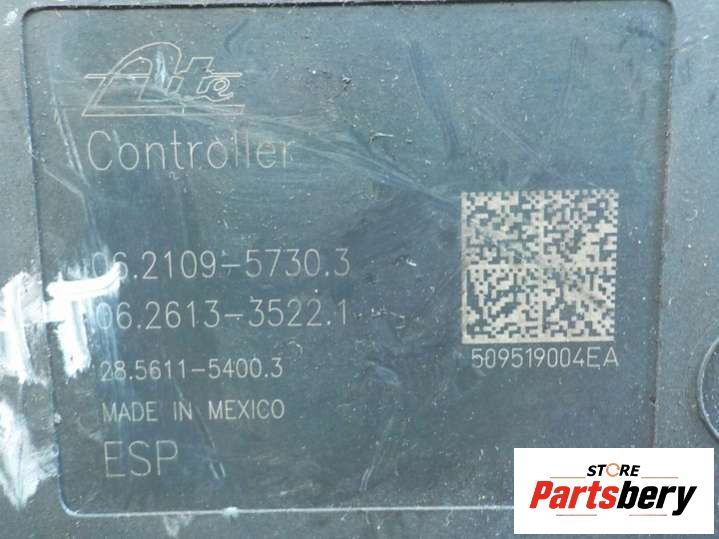 Ate
Controller
06.2109-5730.3
06.2613-3522.1
28.5611-5400.3
MADE IN MEXICO
ESP
509519004EA
STORE
Partsbery